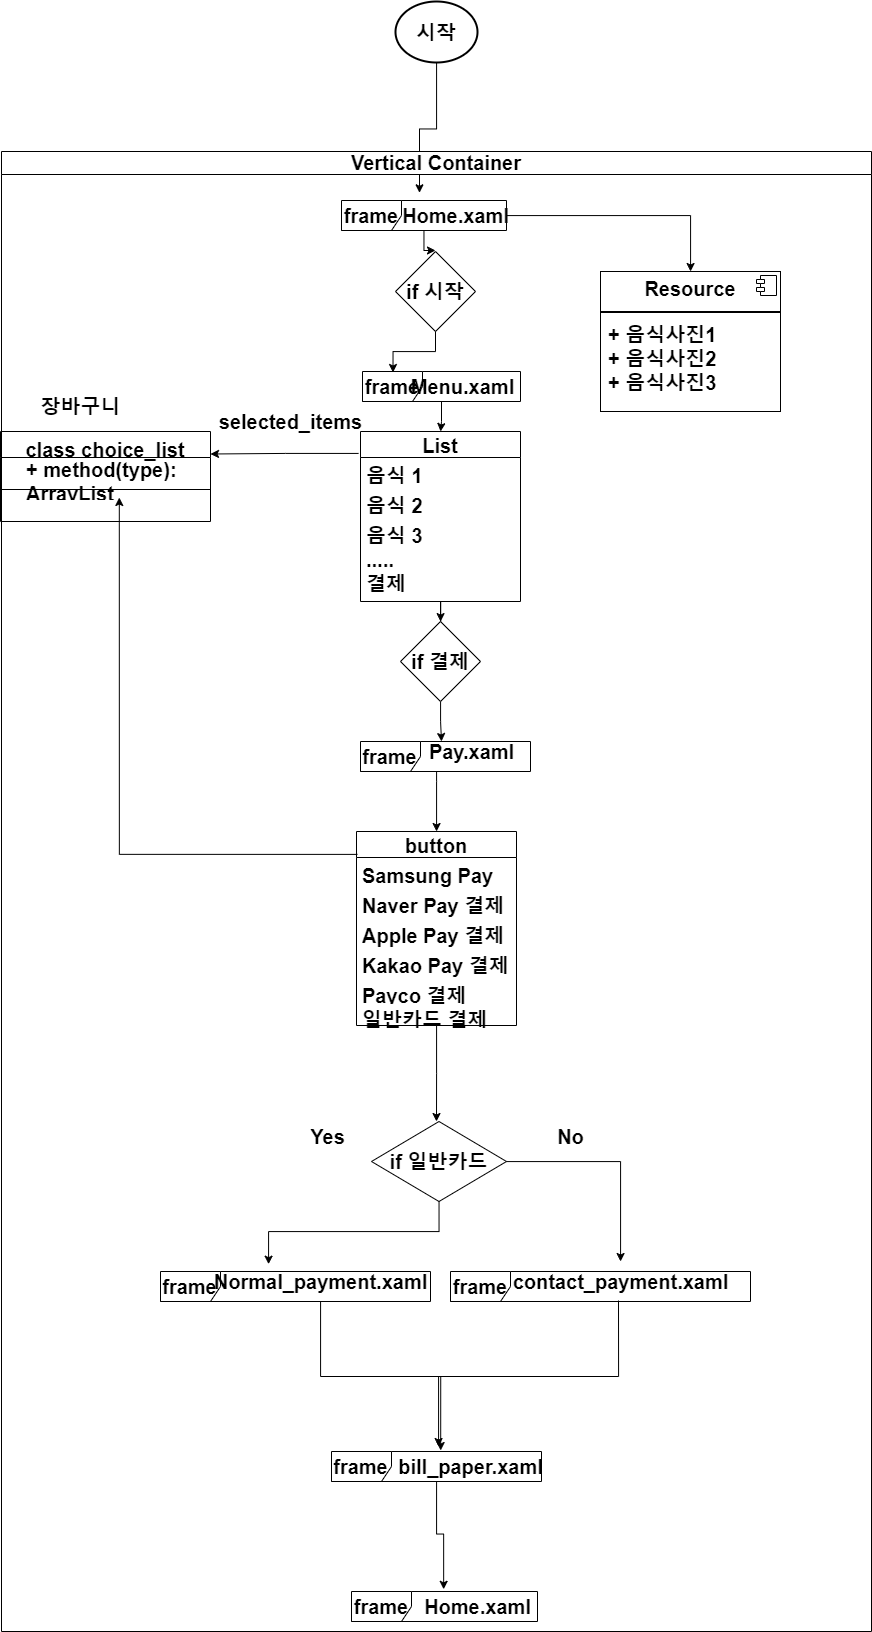 시작
Vertical Container
frame Home.xaml
if 시작
Resource
+ 음식사진1
+ 음식사진2
+ 음식사진3
frame Menu.xaml
장바구니
selected_items
class choice_list
+ method(type):
ArrayList
List
음식 1
음식 2
음식 3
.....
결제
if 결제
frame Pay.xaml
button
Samsung Pay
Naver Pay 결제
Apple Pay 결제
Kakao Pay 결제
Payco 결제
일반카드 결제
Yes
No
if 일반카드
frame Normal_payment.xaml
frame contact_payment.xaml
frame bill_paper.xaml
frame Home.xaml